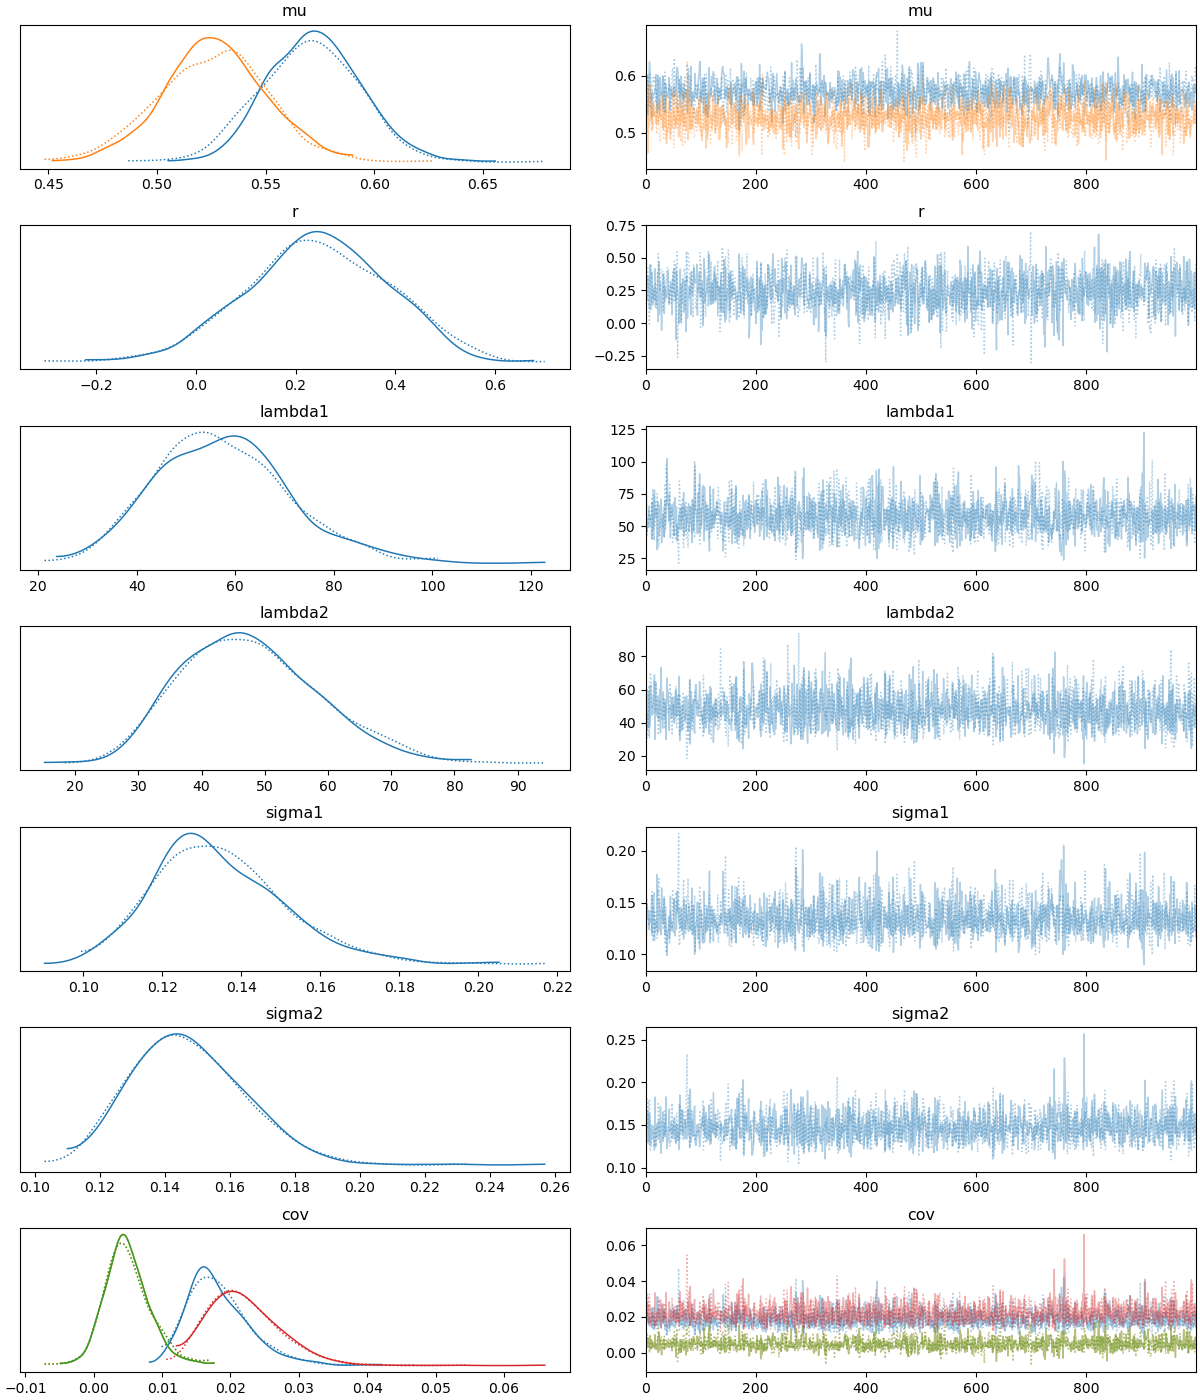 mu mu
0.6
0.5
0.45 0.50 0.55 0.60 0.65 0 200 400 600 800
r r
0.75
0.50
0.25
0.00
−0.25
−0.2 0.0 0.2 0.4 0.6 0 200 400 600 800
lambda1 lambda1
125
100
75
50
25
20 40 60 80 100 120 0 200 400 600 800
lambda2 lambda2
80
60
40
20
20 30 40 50 60 70 80 90 0 200 400 600 800
sigma1 sigma1
0.20
0.15
0.10
0.10 0.12 0.14 0.16 0.18 0.20 0.22 0 200 400 600 800
sigma2 sigma2
0.25
0.20
0.15
0.10
0.10 0.12 0.14 0.16 0.18 0.20 0.22 0.24 0.26 0 200 400 600 800
cov cov
0.06
0.04
0.02
0.00
−0.01 0.00 0.01 0.02 0.03 0.04 0.05 0.06 0 200 400 600 800